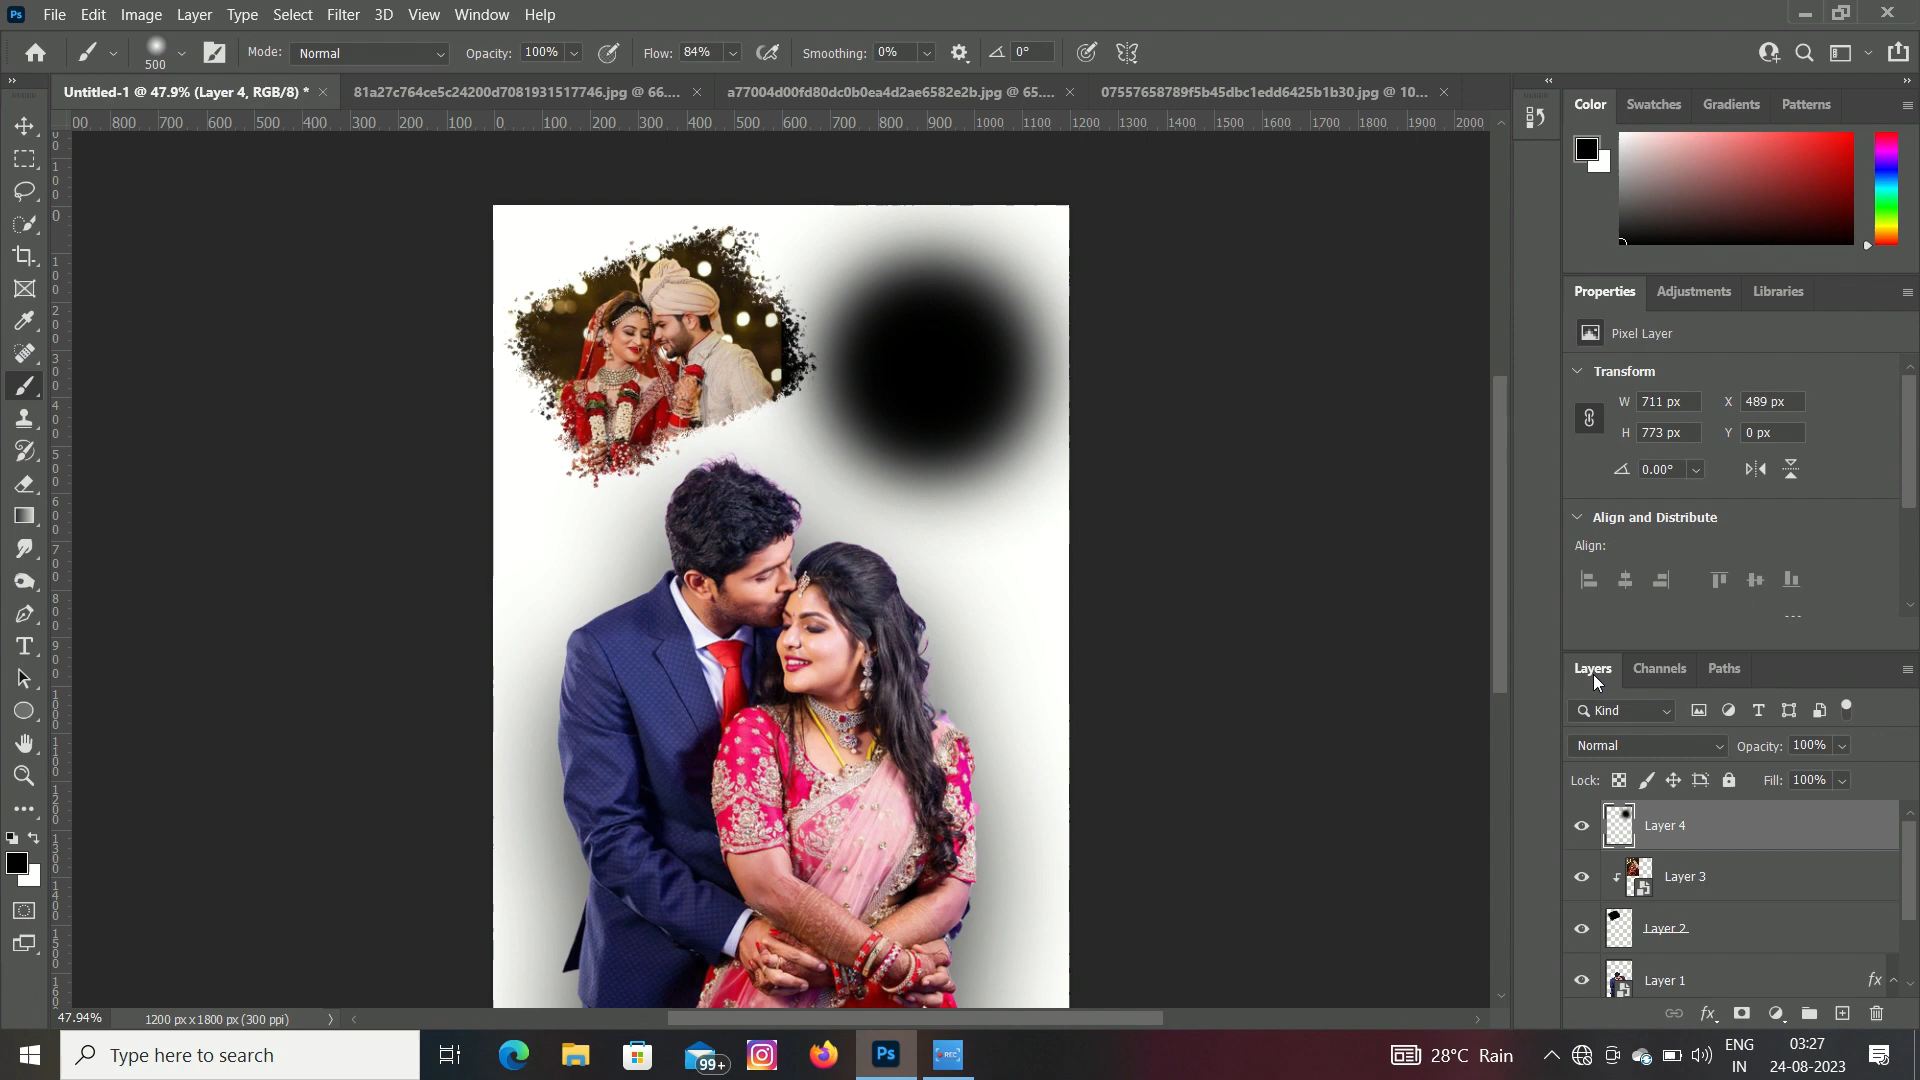 Ps File Edit Image Layer Type Select Filter 3D View Window Help
500 Mode: Normal Opacity: 100% Flow: 84% Smoothing: 0% 0°
Untitled-1 @ 47.9% (Layer 4, RGB/8) * 81a27c764ce5c24200d7081931517746.jpg @ 66.... a77004d00fd80dc0b0ea4d2ae6582e2b.jpg @ 65.... 07557658789f5b45dbc1edd6425b1b30.jpg @ 10...
00 800 700 600 500 400 300 200 100 0 100 200 300 400 500 600 700 800 900 1000 1100 1200 1300 1400 1500 1600 1700 1800 1900 2000
Color Swatches Gradients Patterns
Properties Adjustments Libraries
Pixel Layer
Transform
W 711 px X 489 px
H 773 px Y 0 px
0.00°
Align and Distribute
Align:
Layers Channels Paths
Kind
Normal Opacity: 100%
Lock: Fill: 100%
Layer 4
Layer 3
Layer 2
Layer 1 fx
fx
47.94% 1200 px x 1800 px (300 ppi)
Type here to search 99+ Ps REC 28°C Rain ENG IN 03:27 24-08-2023